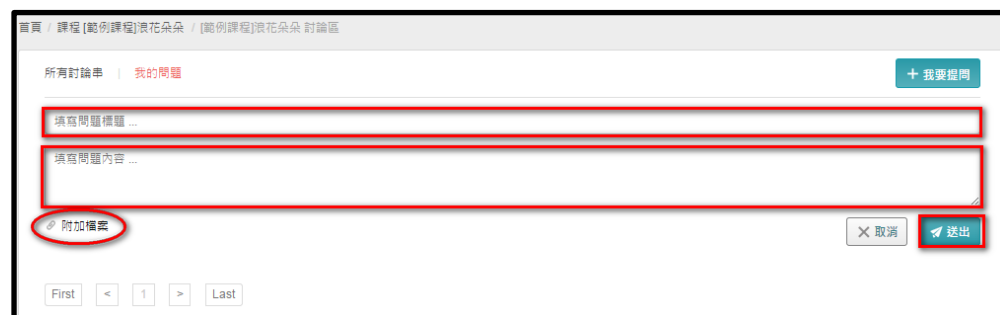 首頁 / 課程 [範例課程]浪花朵朵 / [範例課程]浪花朵朵 討論區
所有討論串 | 我的問題
+ 我要提問
填寫問題標題 ...
填寫問題內容 ...
附加檔案
取消 送出
First < 1 > Last